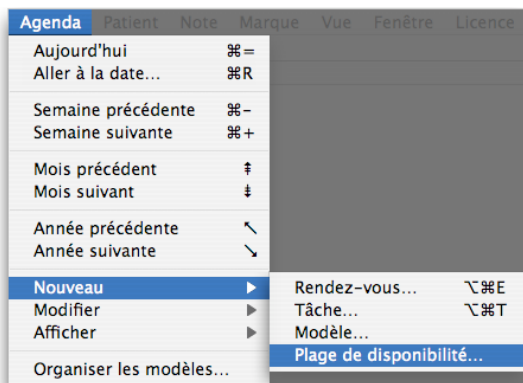 Agenda Patient Note Marque Vue Fenêtre Licence
Aujourd'hui ⌘=
Aller à la date... ⌘R
Semaine précédente ⌘-
Semaine suivante ⌘+
Mois précédent ⇞
Mois suivant ⇟
Année précédente ↖
Année suivante ↘
Nouveau ▶
Modifier ▶
Afficher ▶
Organiser les modèles...
Rendez-vous... ⌥⌘E
Tâche... ⌥⌘T
Modèle...
Plage de disponibilité...